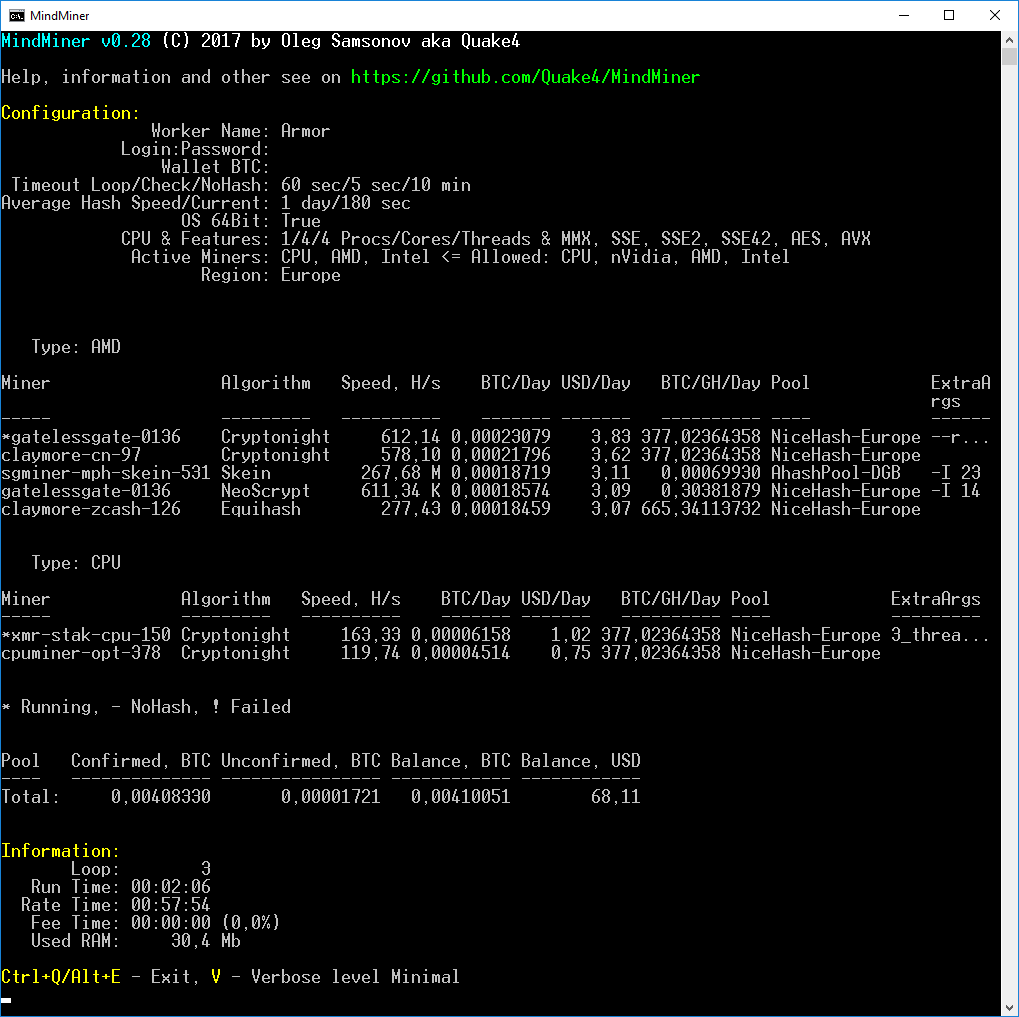 MindMiner
MindMiner v0.28 (C) 2017 by Oleg Samsonov aka Quake4
Help, information and other see on https://github.com/Quake4/MindMiner
Configuration:
Worker Name: Armor
Login:Password:
Wallet BTC:
Timeout Loop/Check/NoHash: 60 sec/5 sec/10 min
Average Hash Speed/Current: 1 day/180 sec
OS 64Bit: True
CPU & Features: 1/4/4 Procs/Cores/Threads & MMX, SSE, SSE2, SSE42, AES, AVX
Active Miners: CPU, AMD, Intel <= Allowed: CPU, nVidia, AMD, Intel
Region: Europe
Type: AMD
Miner Algorithm Speed, H/s BTC/Day USD/Day BTC/GH/Day Pool ExtraA
rgs
----- --------- ---------- ------- ------- ---------- ---- ------
*gatelessgate-0136 Cryptonight 612,14 0,00023079 3,83 377,02364358 NiceHash-Europe --r...
claymore-cn-97 Cryptonight 578,10 0,00021796 3,62 377,02364358 NiceHash-Europe
sgminer-mph-skein-531 Skein 267,68 M 0,00018719 3,11 0,00069930 AhashPool-DGB -I 23
gatelessgate-0136 NeoScrypt 611,34 K 0,00018574 3,09 0,30381879 NiceHash-Europe -I 14
claymore-zcash-126 Equihash 277,43 0,00018459 3,07 665,34113732 NiceHash-Europe
Type: CPU
Miner Algorithm Speed, H/s BTC/Day USD/Day BTC/GH/Day Pool ExtraArgs
----- --------- ---------- ------- ------- ---------- ---- ---------
*xmr-stak-cpu-150 Cryptonight 163,33 0,00006158 1,02 377,02364358 NiceHash-Europe 3_threa...
cpuminer-opt-378 Cryptonight 119,74 0,00004514 0,75 377,02364358 NiceHash-Europe
* Running, - NoHash, ! Failed
Pool Confirmed, BTC Unconfirmed, BTC Balance, BTC Balance, USD
---- -------------- ---------------- ------------ ------------
Total: 0,00408330 0,00001721 0,00410051 68,11
Information:
Loop: 3
Run Time: 00:02:06
Rate Time: 00:57:54
Fee Time: 00:00:00 (0,0%)
Used RAM: 30,4 Mb
Ctrl+Q/Alt+E - Exit, V - Verbose level Minimal